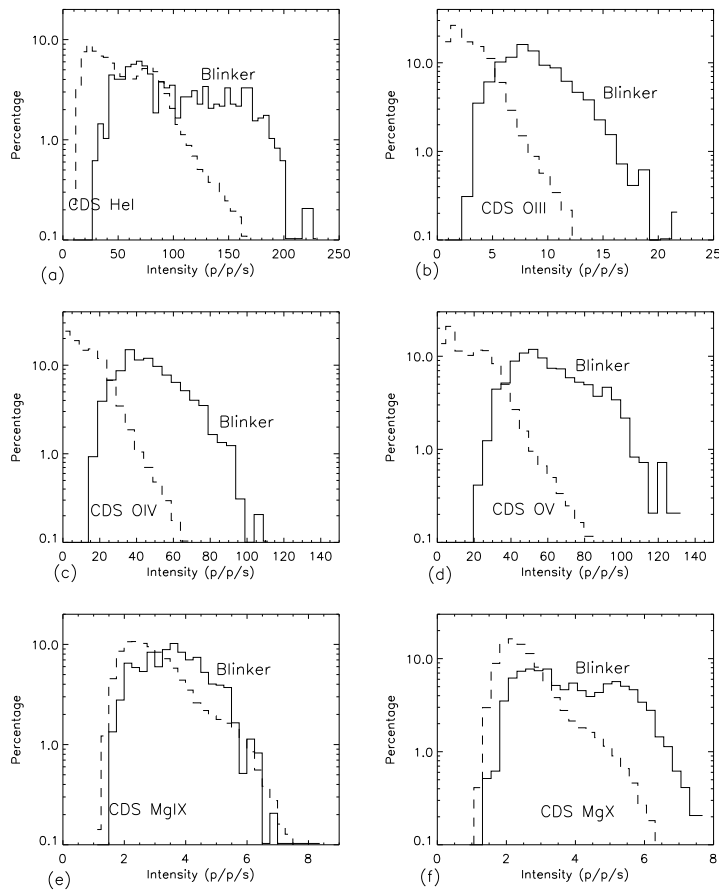 10.0
1.0
0.1
Percentage
Blinker
CDS HeI
0 50 100 150 200 250
Intensity (p/p/s)
(a)
10.0
1.0
0.1
Percentage
Blinker
CDS OIII
0 5 10 15 20 25
Intensity (p/p/s)
(b)
10.0
1.0
0.1
Percentage
Blinker
CDS OIV
0 20 40 60 80 100 120 140
Intensity (p/p/s)
(c)
10.0
1.0
0.1
Percentage
Blinker
CDS OV
0 20 40 60 80 100 120 140
Intensity (p/p/s)
(d)
10.0
1.0
0.1
Percentage
Blinker
CDS MgIX
0 2 4 6 8
Intensity (p/p/s)
(e)
10.0
1.0
0.1
Percentage
Blinker
CDS MgX
0 2 4 6 8
Intensity (p/p/s)
(f)